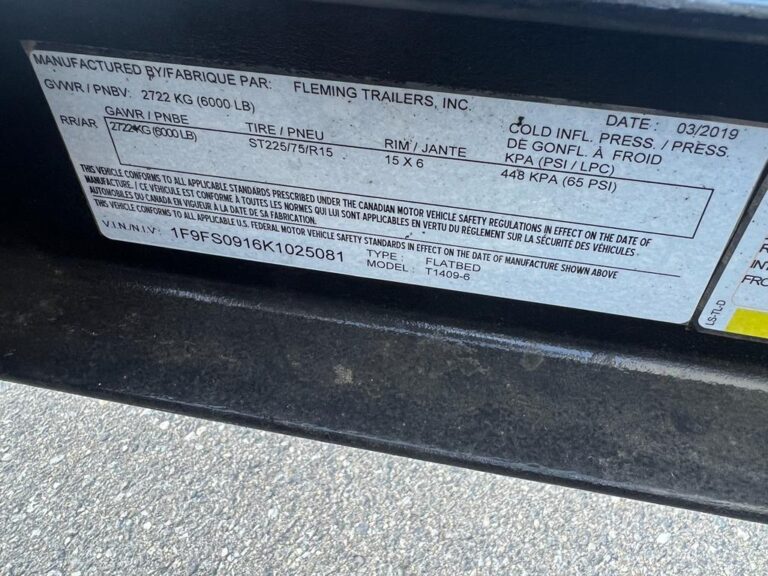 MANUFACTURED BY/FABRIQUE PAR: FLEMING TRAILERS, INC.
DATE: 03/2019
GVWR / PNBV: 2722 KG (6000 LB)
GAWR / PNBE TIRE / PNEU RIM / JANTE COLD INFL. PRESS. / PRESS. DE GONFL. À FROID KPA (PSI / LPC)
RR/AR 2722 KG (6000 LB) ST225/75/R15 15 X 6 448 KPA (65 PSI)
THIS VEHICLE CONFORMS TO ALL APPLICABLE STANDARDS PRESCRIBED UNDER THE CANADIAN MOTOR VEHICLE SAFETY REGULATIONS IN EFFECT ON THE DATE OF
MANUFACTURE. / CE VÉHICULE EST CONFORME À TOUTES LES NORMES QUI LUI SONT APPLICABLES EN VERTU DU RÈGLEMENT SUR LA SÉCURITÉ DES VÉHICULES
AUTOMOBILES DU CANADA EN VIGUEUR À LA DATE DE SA FABRICATION.
THIS VEHICLE CONFORMS TO ALL APPLICABLE U.S. FEDERAL MOTOR VEHICLE SAFETY STANDARDS IN EFFECT ON THE DATE OF MANUFACTURE SHOWN ABOVE
V.I.N./N.I.V: 1F9FS0916K1025081 TYPE: FLATBED
MODEL: T1409-6
LS-TL-D